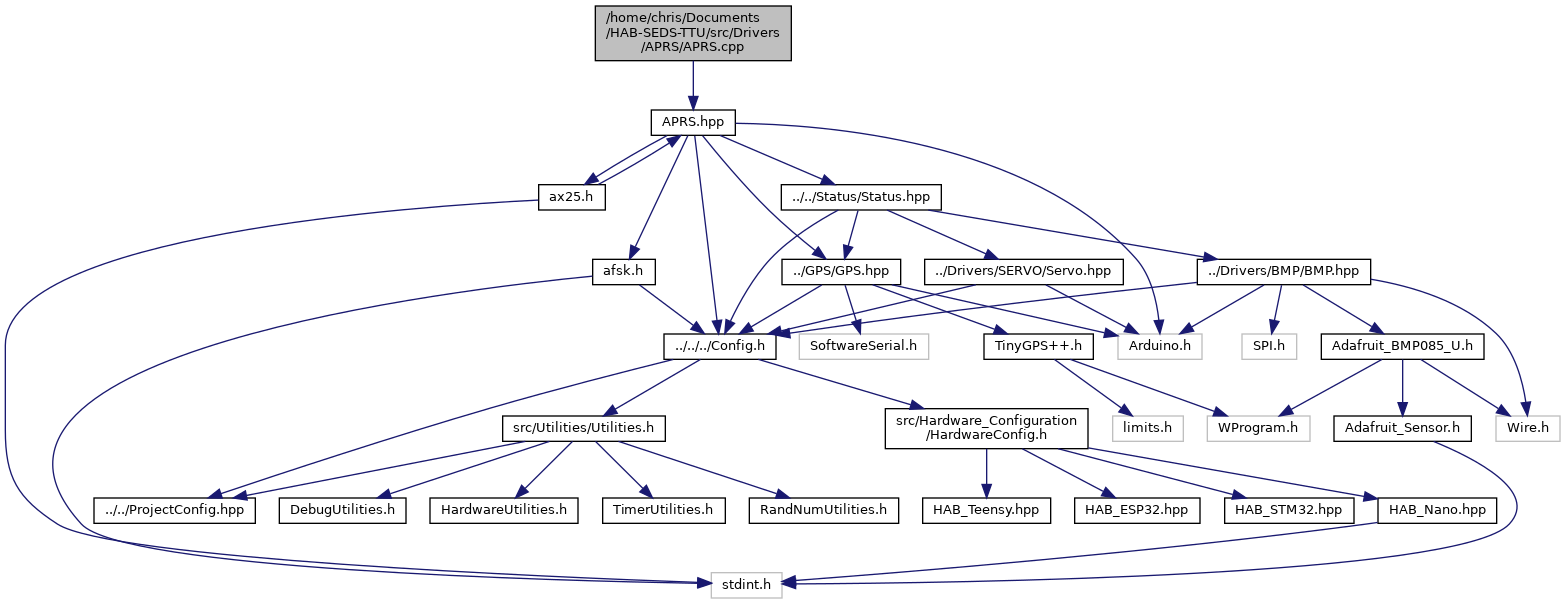 /home/chris/Documents
/HAB-SEDS-TTU/src/Drivers
/APRS/APRS.cpp
APRS.hpp
ax25.h
../../Status/Status.hpp
afsk.h
../GPS/GPS.hpp
../Drivers/SERVO/Servo.hpp
../Drivers/BMP/BMP.hpp
../../../Config.h
SoftwareSerial.h
TinyGPS++.h
Arduino.h
SPI.h
Adafruit_BMP085_U.h
src/Utilities/Utilities.h
src/Hardware_Configuration
/HardwareConfig.h
limits.h
WProgram.h
Adafruit_Sensor.h
Wire.h
../../ProjectConfig.hpp
DebugUtilities.h
HardwareUtilities.h
TimerUtilities.h
RandNumUtilities.h
HAB_Teensy.hpp
HAB_ESP32.hpp
HAB_STM32.hpp
HAB_Nano.hpp
stdint.h